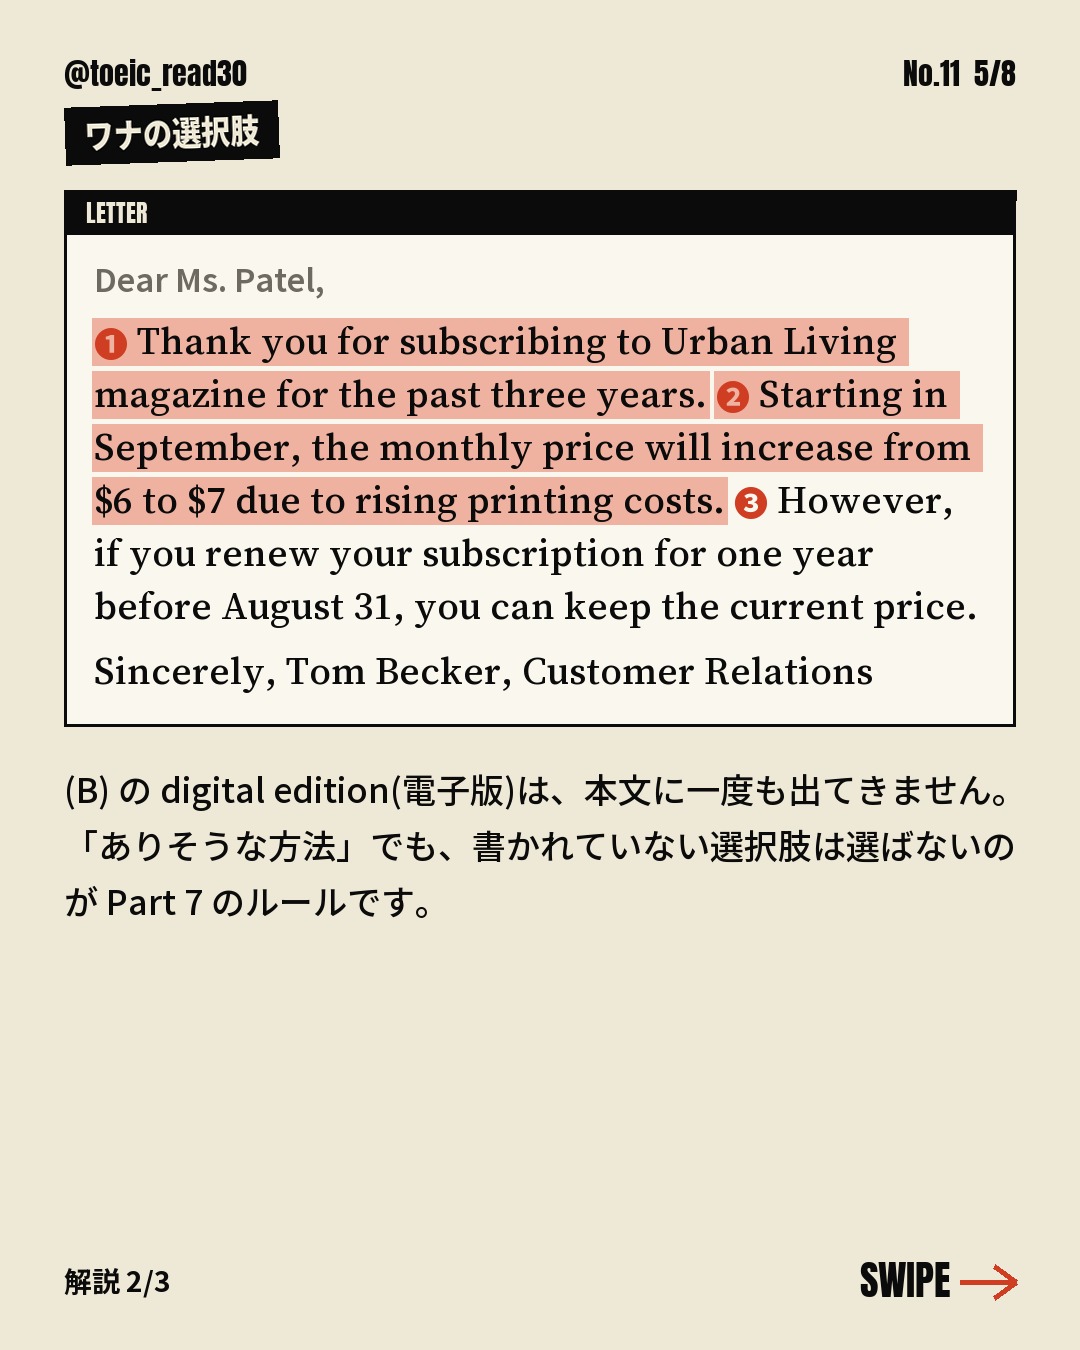 @toeic_read30
No.11 5/8
ワナの選択肢
LETTER
Dear Ms. Patel,
❶ Thank you for subscribing to Urban Living
magazine for the past three years. ❷ Starting in
September, the monthly price will increase from
$6 to $7 due to rising printing costs. ❸ However,
if you renew your subscription for one year
before August 31, you can keep the current price.
Sincerely, Tom Becker, Customer Relations
(B) の digital edition(電子版)は、本文に一度も出てきません。
「ありそうな方法」でも、書かれていない選択肢は選ばないの
が Part 7 のルールです。
解説 2/3
SWIPE